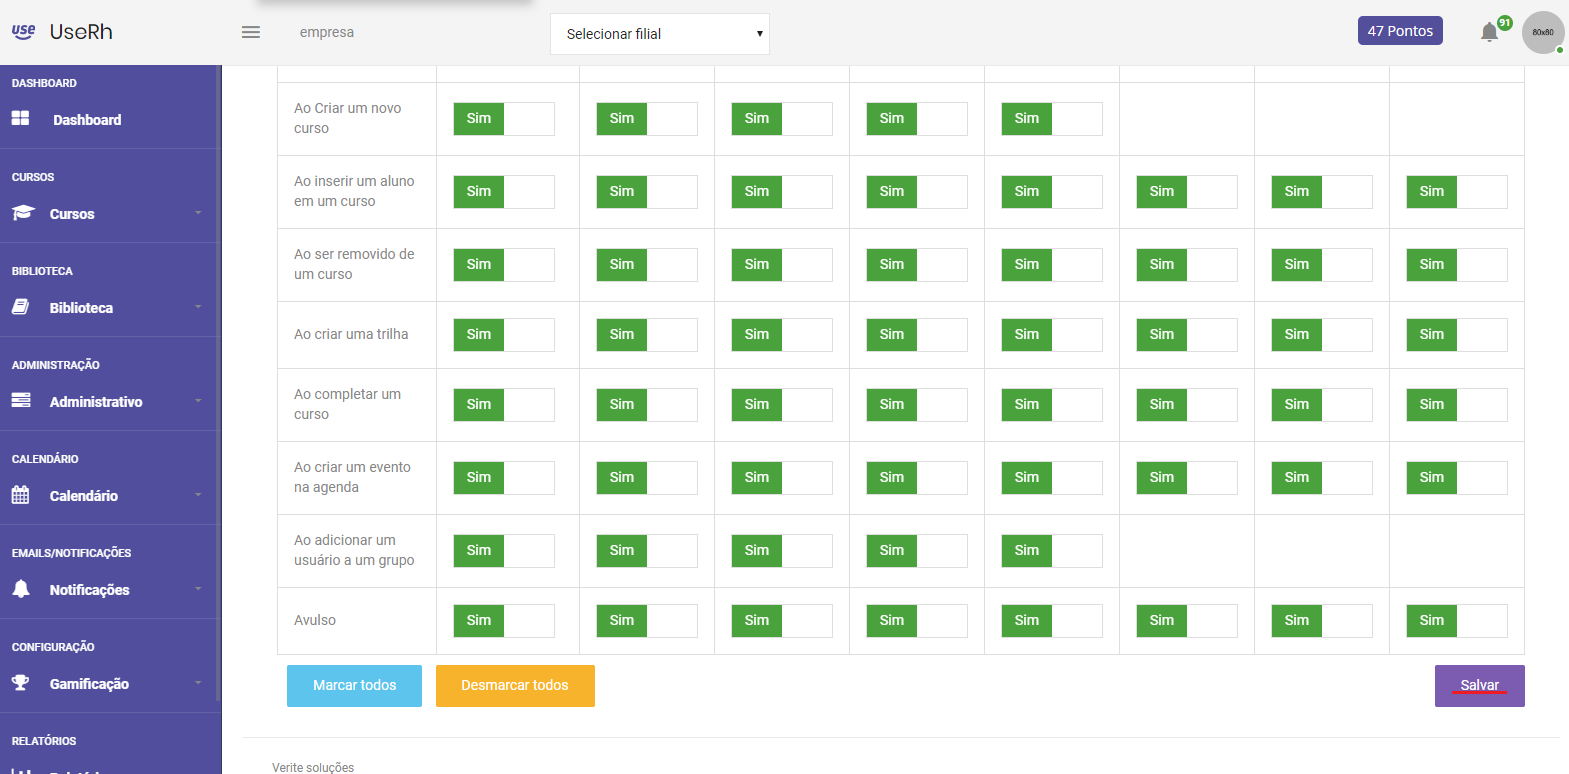 use UseRh
empresa
Selecionar filial
47 Pontos
91
80x80
DASHBOARD
Dashboard
CURSOS
Cursos
BIBLIOTECA
Biblioteca
ADMINISTRAÇÃO
Administrativo
CALENDÁRIO
Calendário
EMAILS/NOTIFICAÇÕES
Notificações
CONFIGURAÇÃO
Gamificação
RELATÓRIOS
Ao Criar um novo
curso
Sim Sim Sim Sim Sim
Ao inserir um aluno
em um curso
Sim Sim Sim Sim Sim Sim Sim Sim
Ao ser removido de
um curso
Sim Sim Sim Sim Sim Sim Sim Sim
Ao criar uma trilha
Sim Sim Sim Sim Sim Sim Sim Sim
Ao completar um
curso
Sim Sim Sim Sim Sim Sim Sim Sim
Ao criar um evento
na agenda
Sim Sim Sim Sim Sim Sim Sim Sim
Ao adicionar um
usuário a um grupo
Sim Sim Sim Sim Sim
Avulso
Sim Sim Sim Sim Sim Sim Sim Sim
Marcar todos
Desmarcar todos
Salvar
Verite soluções